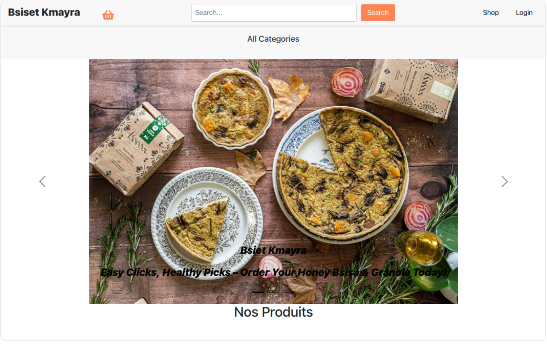 Bsiset Kmayra
Search...
Search
Shop
Login
All Categories
Bsiet Kmayra
Easy Clicks, Healthy Picks – Order Your Honey Bsisa & Granola Today!
Nos Produits